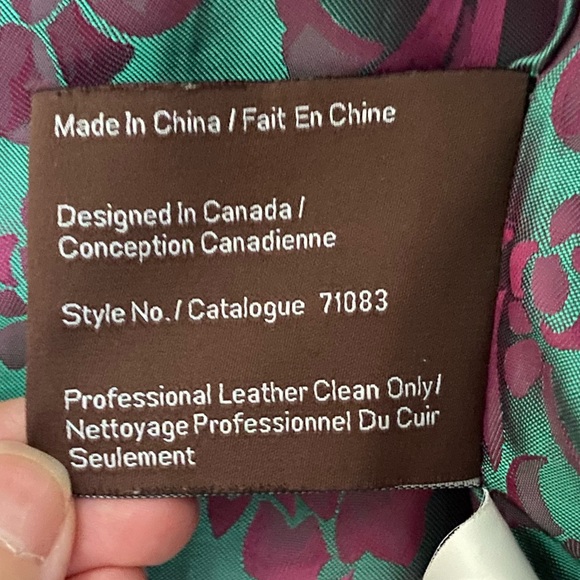 Made In China / Fait En Chine
Designed In Canada /
Conception Canadienne
Style No. / Catalogue 71083
Professional Leather Clean Only/
Nettoyage Professionnel Du Cuir
Seulement